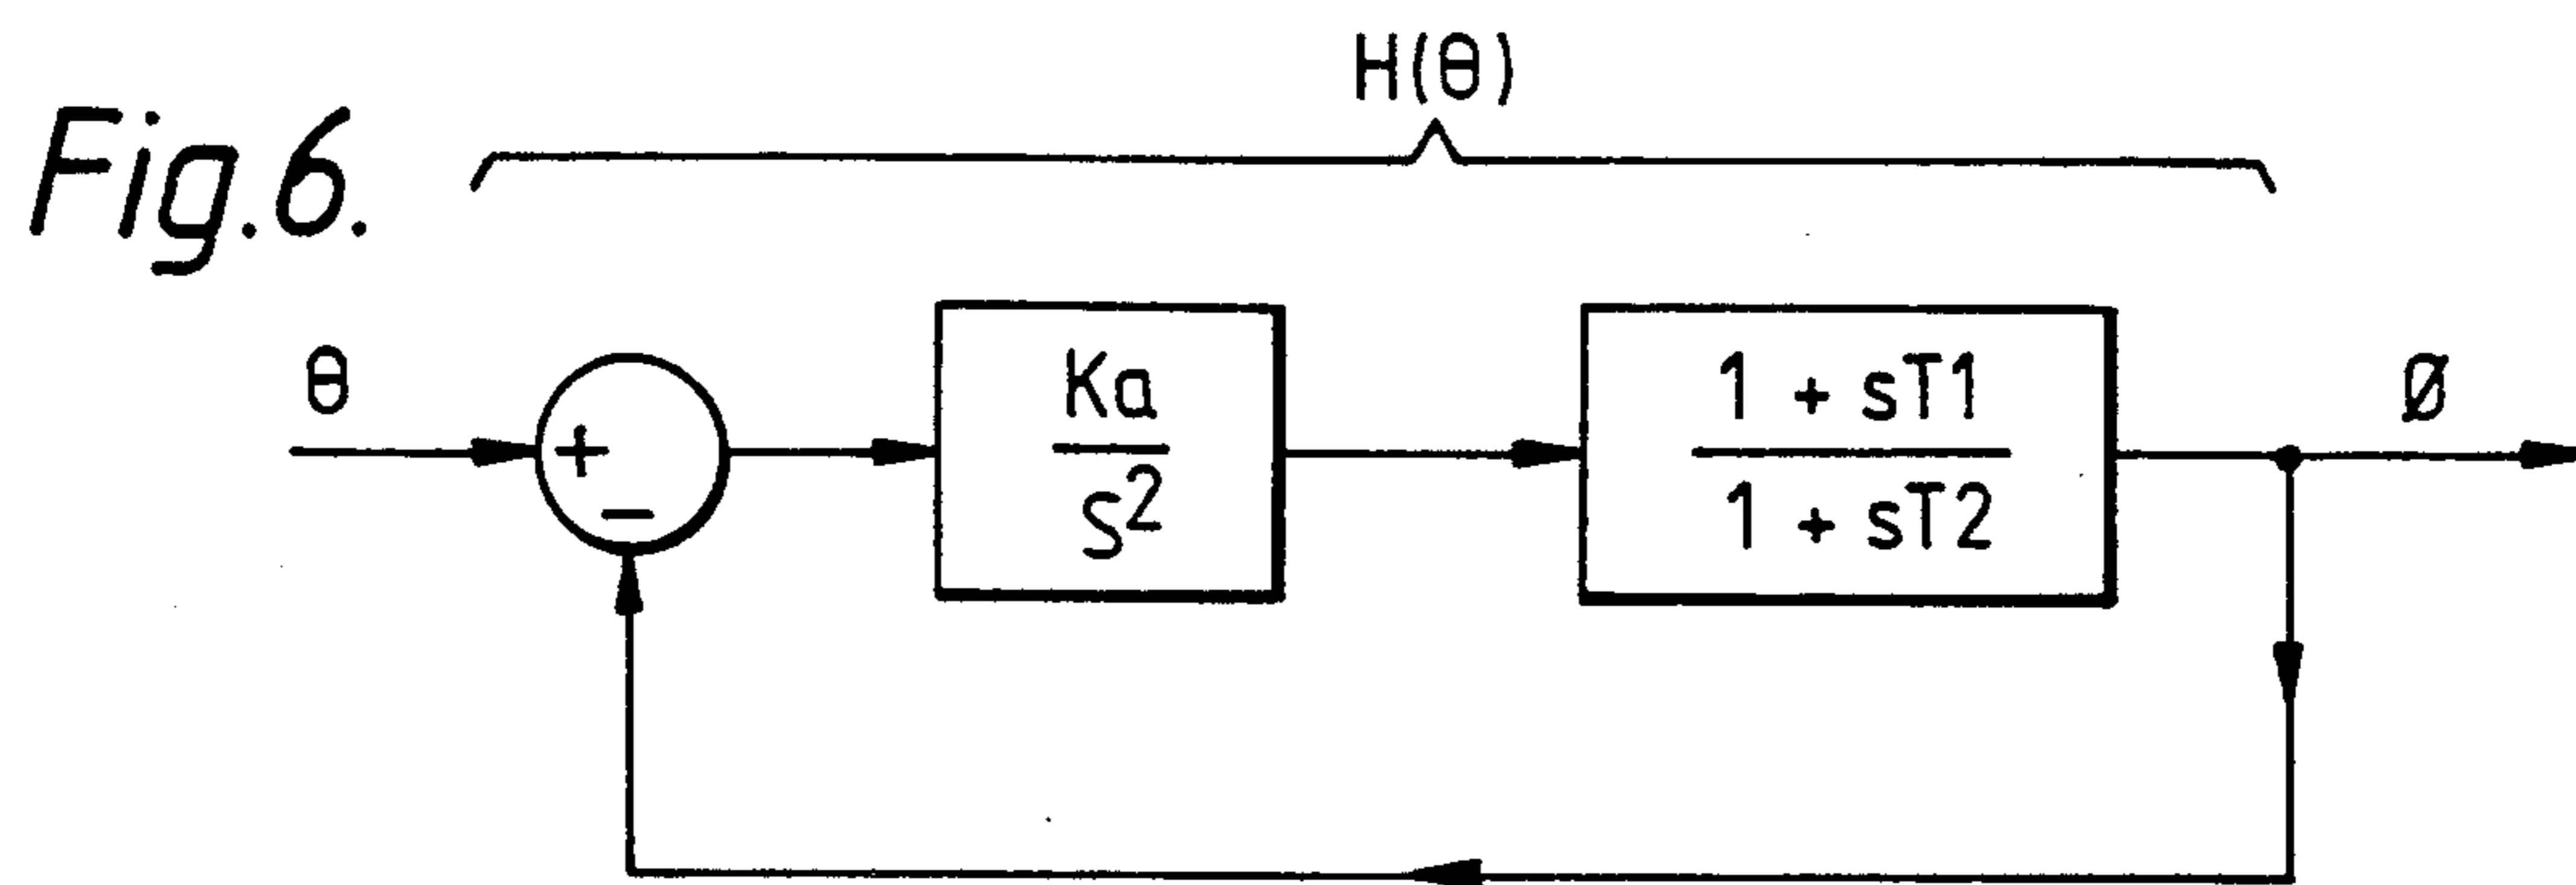 H(θ)
Fig.6.
θ
+
−
Ka
S²
1 + sT1
1 + sT2
Ø